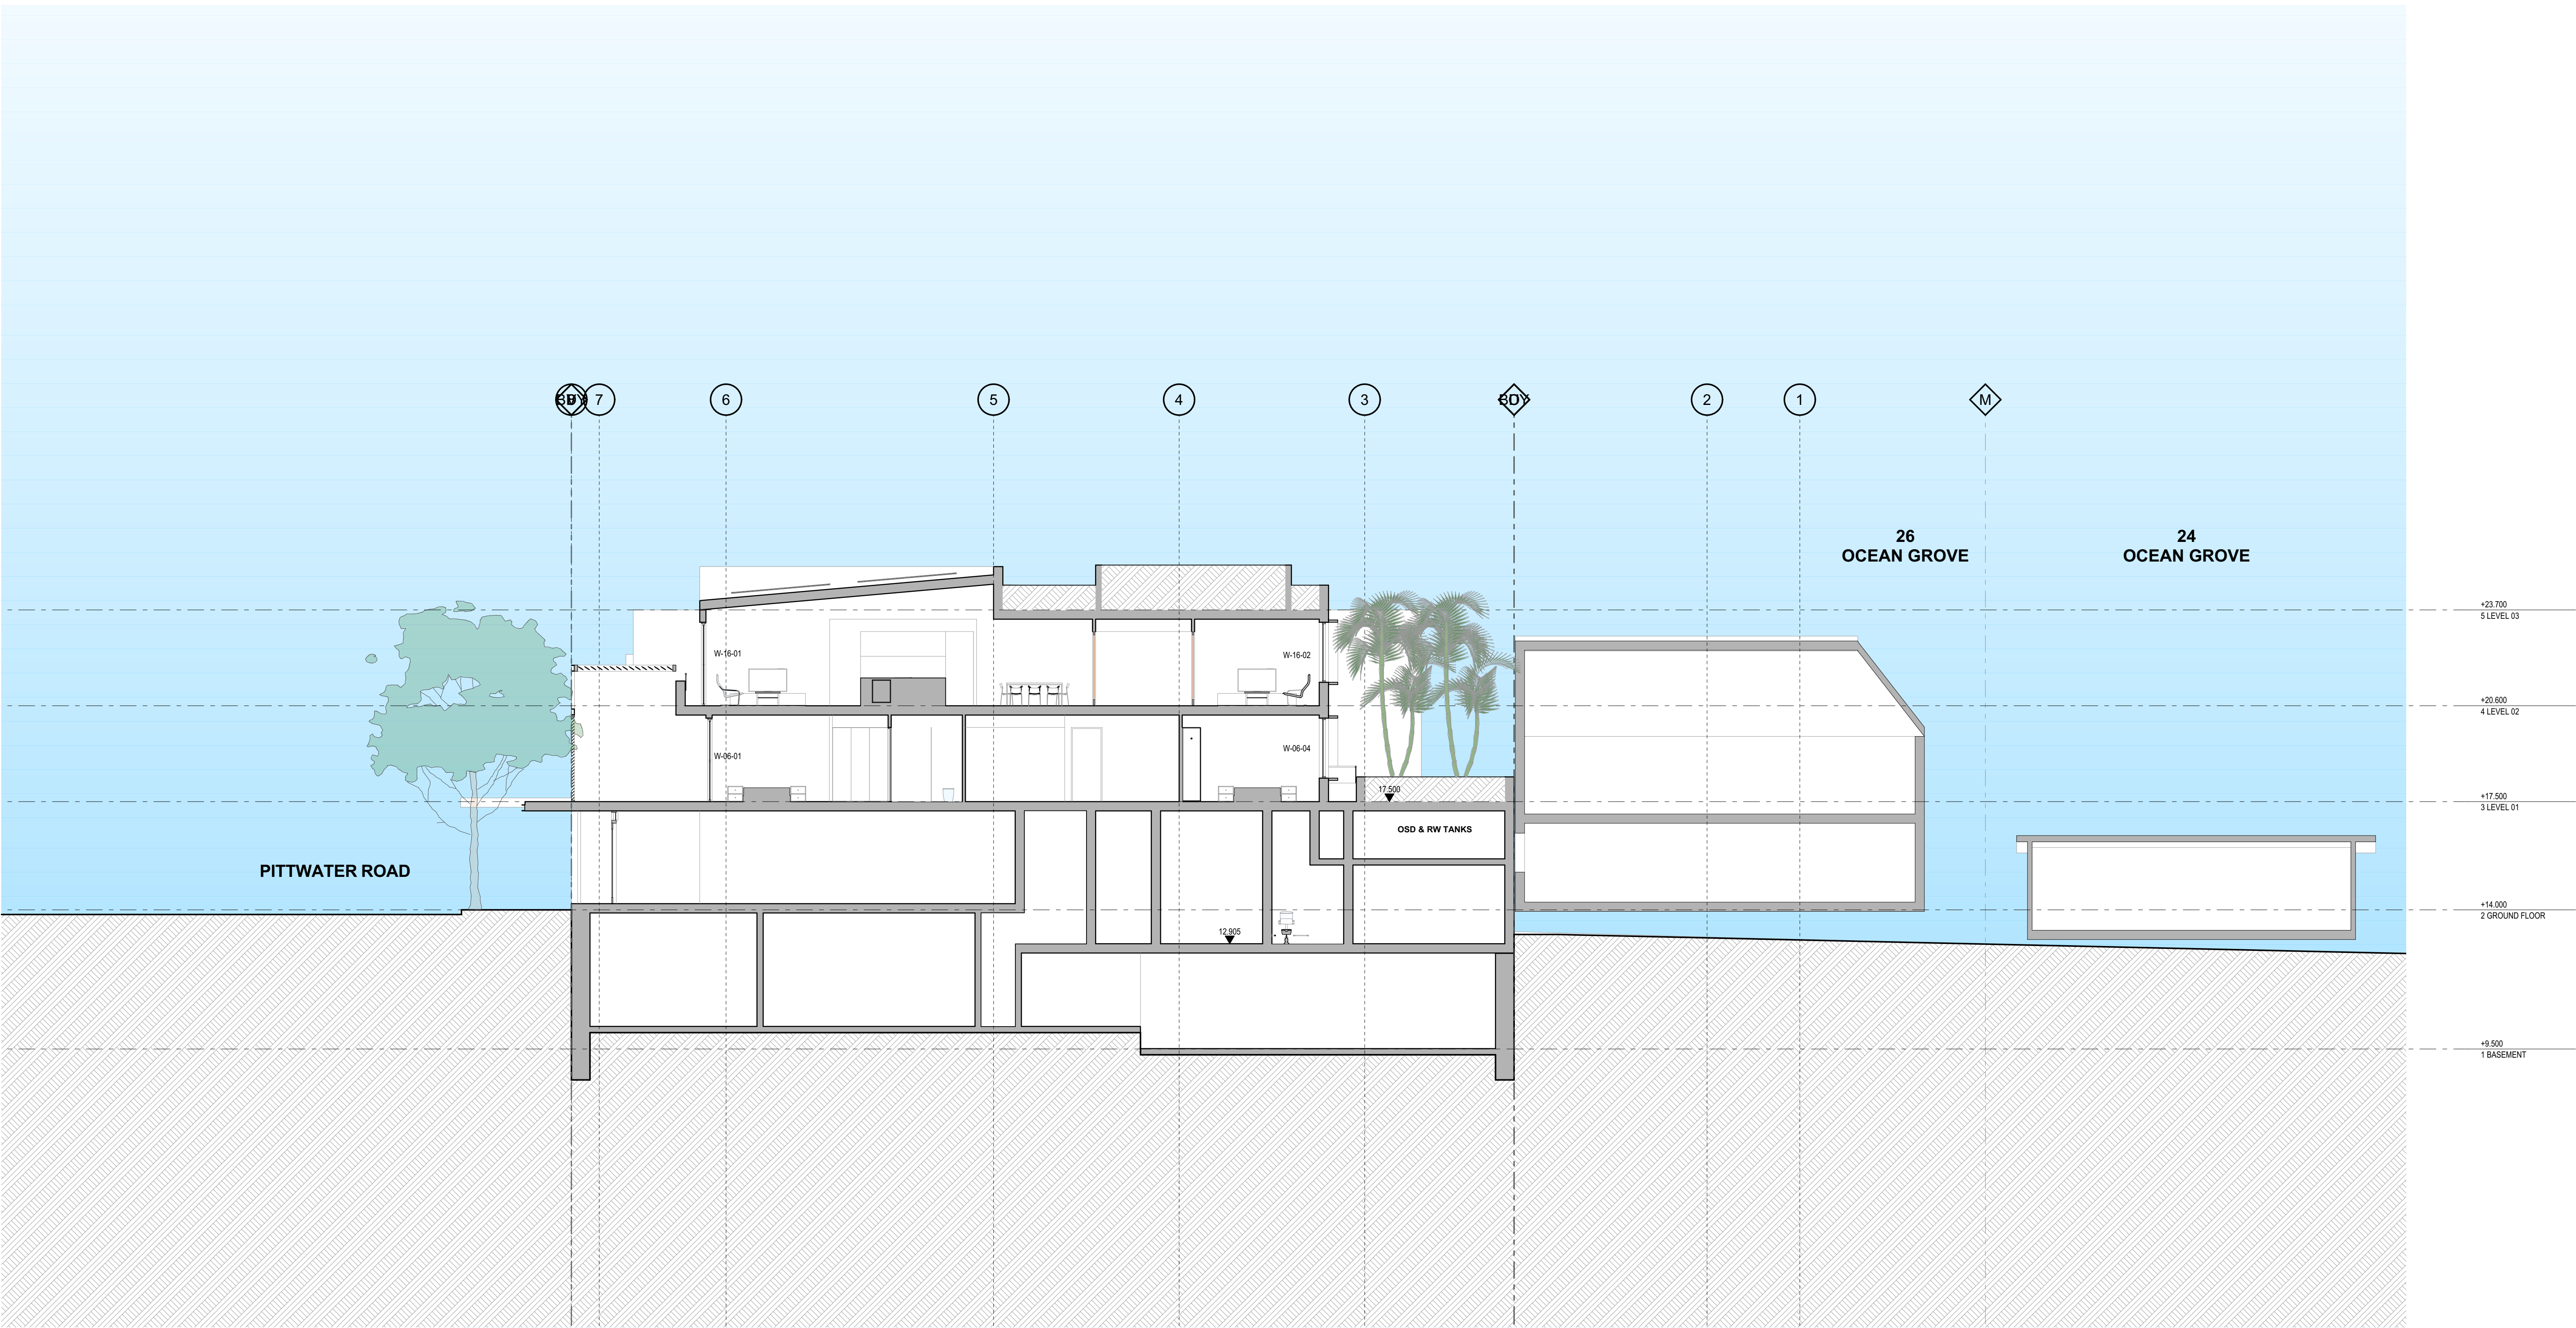 BDY
7
6
5
4
3
BDY
2
1
M
26
OCEAN GROVE
24
OCEAN GROVE
+23.700
5 LEVEL 03
W-16-01
W-16-02
+20.600
4 LEVEL 02
W-06-01
W-06-04
17.500
+17.500
3 LEVEL 01
OSD & RW TANKS
PITTWATER ROAD
+14.000
2 GROUND FLOOR
12.905
+9.500
1 BASEMENT